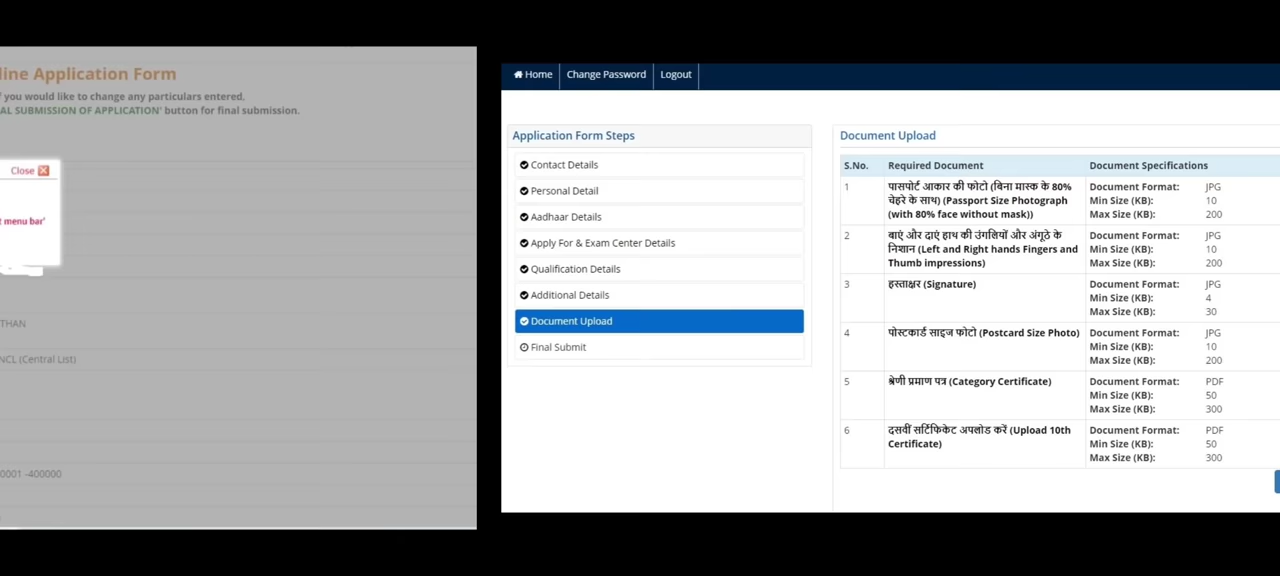 line Application Form
f you would like to change any particulars entered,
AL SUBMISSION OF APPLICATION' button for final submission.
Close
t menu bar'
THAN
NCL (Central List)
0001 -400000
Home
Change Password
Logout
Application Form Steps
Contact Details
Personal Detail
Aadhaar Details
Apply For & Exam Center Details
Qualification Details
Additional Details
Document Upload
Final Submit
Document Upload
S.No. Required Document Document Specifications
1 पासपोर्ट आकार की फोटो (बिना मास्क के 80% Document Format: JPG
चेहरे के साथ) (Passport Size Photograph Min Size (KB): 10
(with 80% face without mask)) Max Size (KB): 200
2 बाएं और दाएं हाथ की उंगलियों और अंगूठे के Document Format: JPG
निशान (Left and Right hands Fingers and Min Size (KB): 10
Thumb impressions) Max Size (KB): 200
3 हस्ताक्षर (Signature) Document Format: JPG
Min Size (KB): 4
Max Size (KB): 30
4 पोस्टकार्ड साइज फोटो (Postcard Size Photo) Document Format: JPG
Min Size (KB): 10
Max Size (KB): 200
5 श्रेणी प्रमाण पत्र (Category Certificate) Document Format: PDF
Min Size (KB): 50
Max Size (KB): 300
6 दसवीं सर्टिफिकेट अपलोड करें (Upload 10th Document Format: PDF
Certificate) Min Size (KB): 50
Max Size (KB): 300